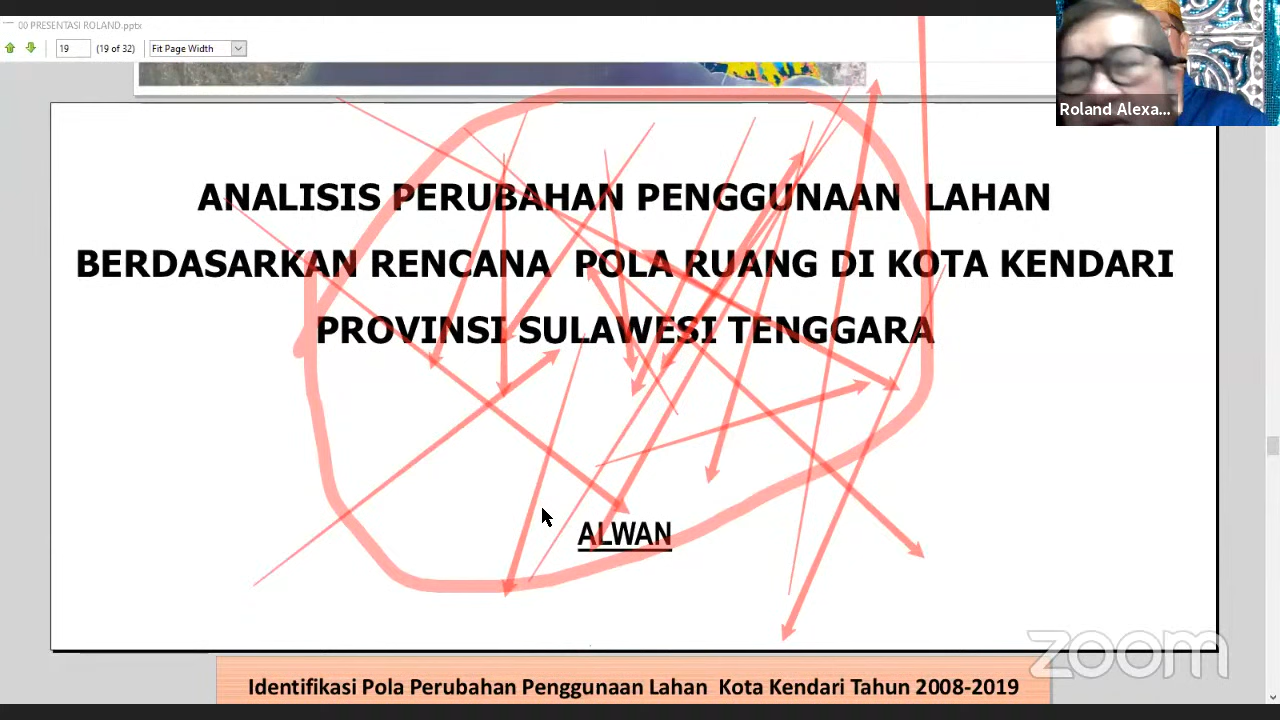 00 PRESENTASI ROLAND.pptx
19 (19 of 32) Fit Page Width
Roland Alexa...
ANALISIS PERUBAHAN PENGGUNAAN LAHAN
BERDASARKAN RENCANA POLA RUANG DI KOTA KENDARI
PROVINSI SULAWESI TENGGARA
ALWAN
zoom
Identifikasi Pola Perubahan Penggunaan Lahan Kota Kendari Tahun 2008-2019